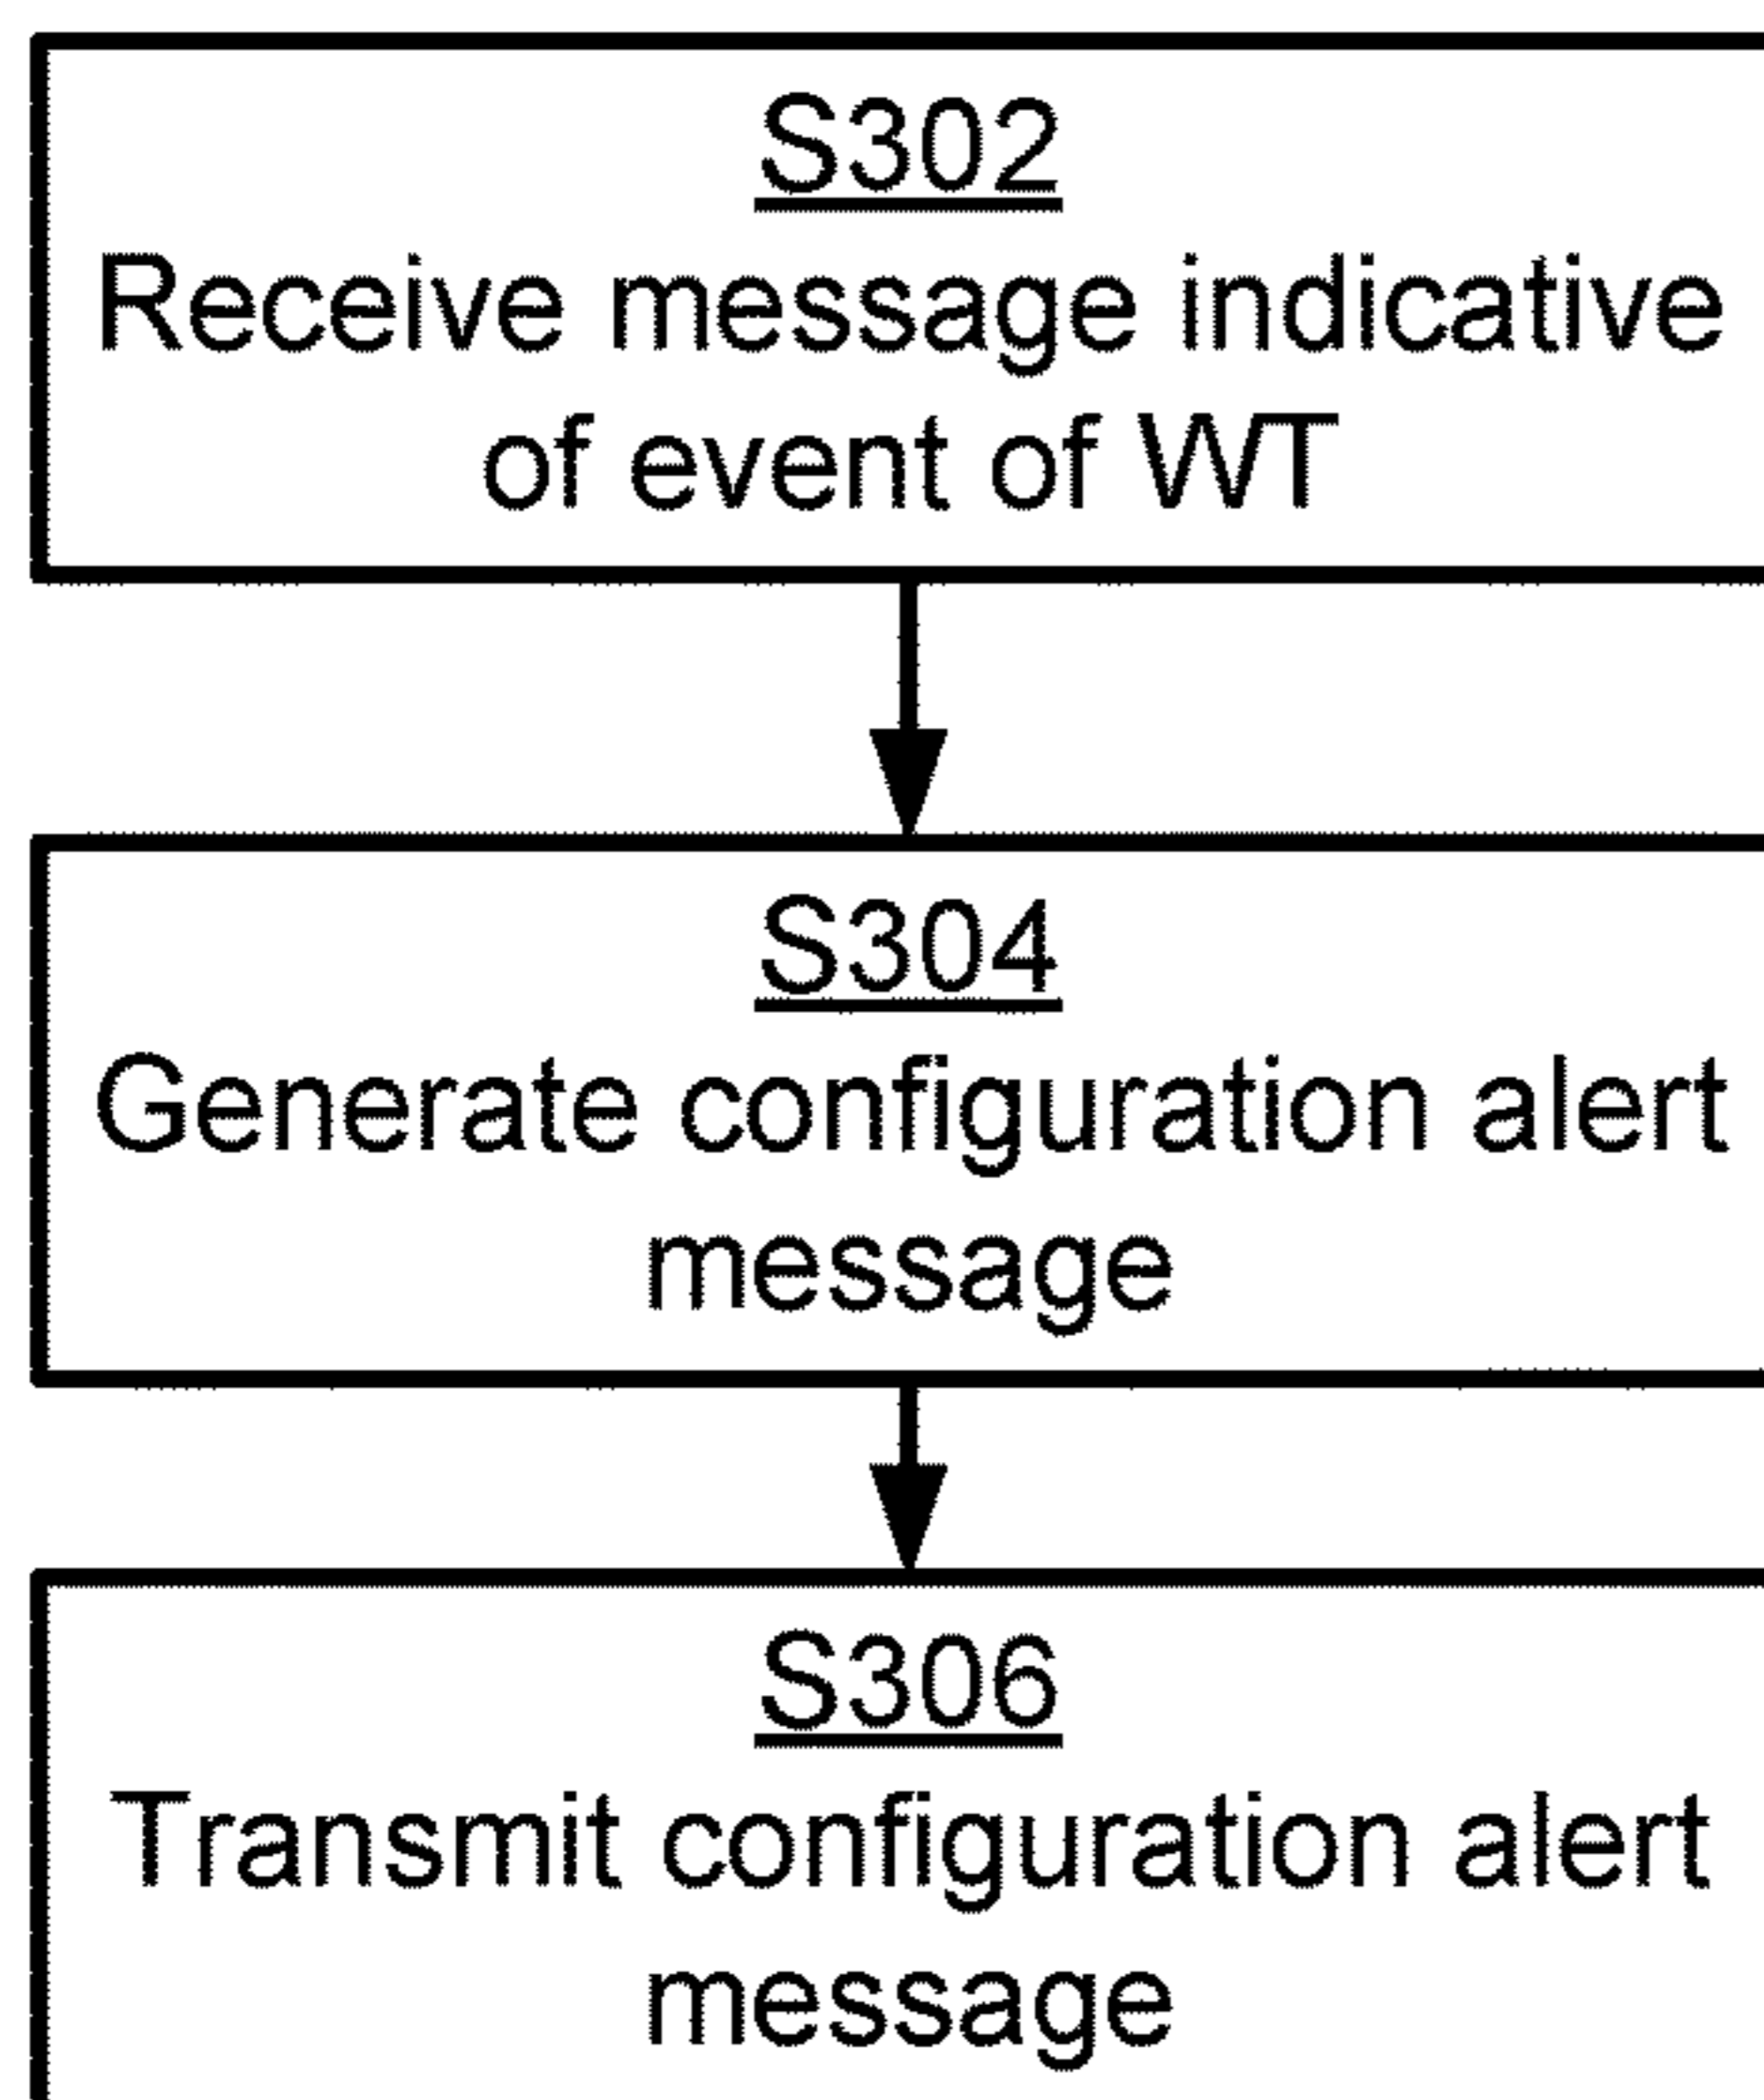 S302
Receive message indicative
of event of WT
S304
Generate configuration alert
message
S306
Transmit configuration alert
message